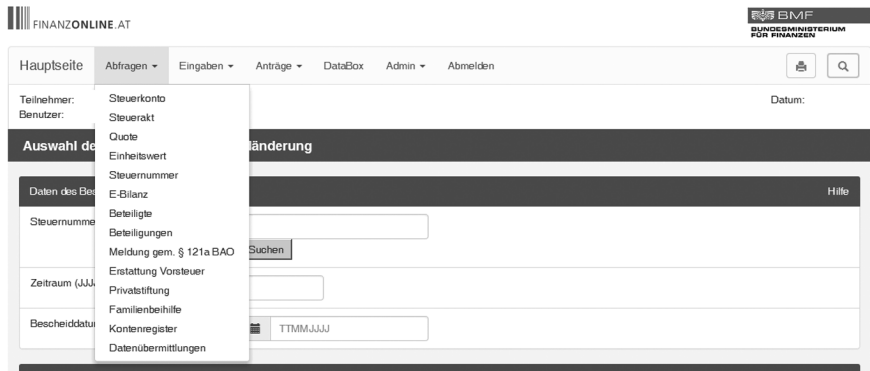 FINANZONLINE.AT
BMF
BUNDESMINISTERIUM
FÜR FINANZEN
Hauptseite Abfragen Eingaben Anträge DataBox Admin Abmelden
Teilnehmer: Datum:
Benutzer:
Steuerkonto
Steuerakt
Quote
Einheitswert
Steuernummer
E-Bilanz
Beteiligte
Beteiligungen
Meldung gem. § 121a BAO
Erstattung Vorsteuer
Privatstiftung
Familienbeihilfe
Kontenregister
Datenübermittlungen
Auswahl de länderung
Daten des Be Hilfe
Steuernumme
Suchen
Zeitraum (JJJ
Bescheiddatu TTMMJJJJ